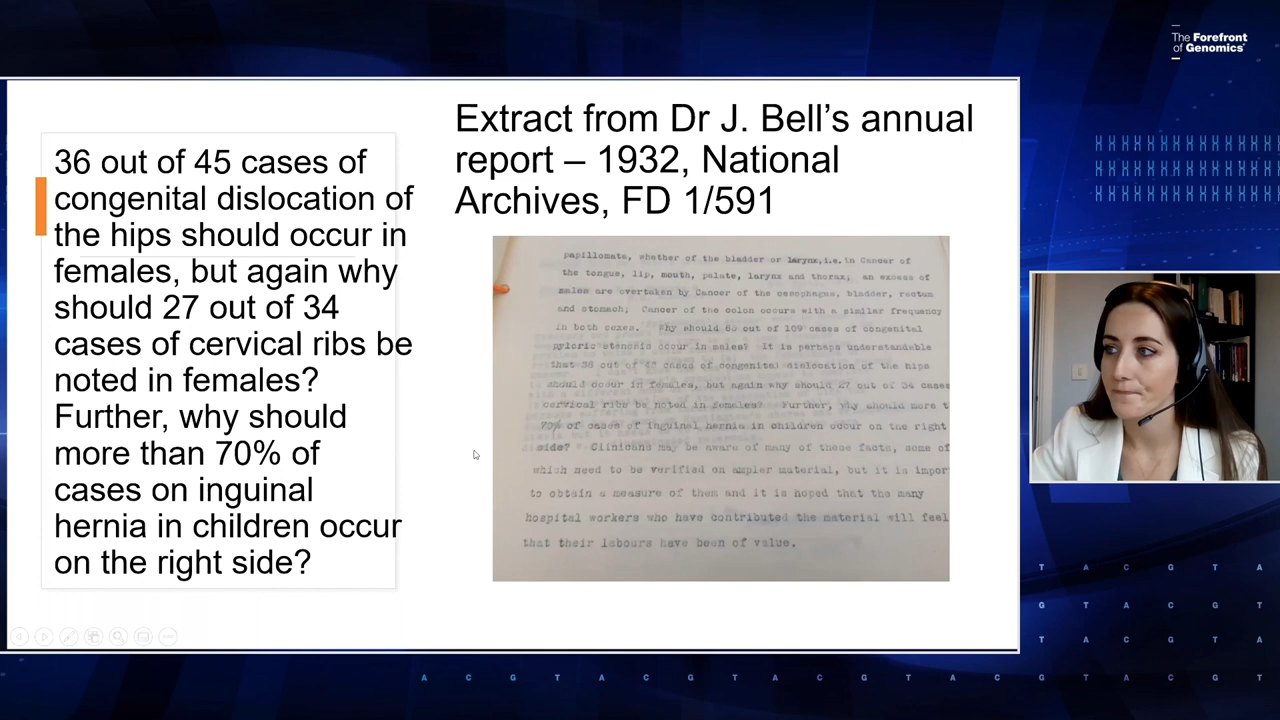 The Forefront
of Genomics
36 out of 45 cases of
congenital dislocation of
the hips should occur in
females, but again why
should 27 out of 34
cases of cervical ribs be
noted in females?
Further, why should
more than 70% of
cases on inguinal
hernia in children occur
on the right side?
Extract from Dr J. Bell’s annual
report – 1932, National
Archives, FD 1/591
papillomata, whether of the bladder or larynx, i.e. in Cancer of
the tongue, lip, mouth, palate, larynx and thorax; an excess of
males are overtaken by Cancer of the oesophagus, bladder, rectum
and stomach; Cancer of the colon occurs with a similar frequency
in both sexes. Why should 80 out of 109 cases of congenital
pyloric stenosis occur in males? It is perhaps understandable
that 36 out of 45 cases of congenital dislocation of the hips
should occur in females, but again why should 27 out of 34 cases
cervical ribs be noted in females? Further, why should more t
70% of cases of inguinal hernia in children occur on the right
side? Clinicians may be aware of many of these facts, some of
which need to be verified on ampler material, but it is impor
to obtain a measure of them and it is hoped that the many
hospital workers who have contributed the material will feel
that their labours have been of value.
T A C G T A
G T A C G T
T A C G T A
A C G T A C G T A C G T A C G T A C G T